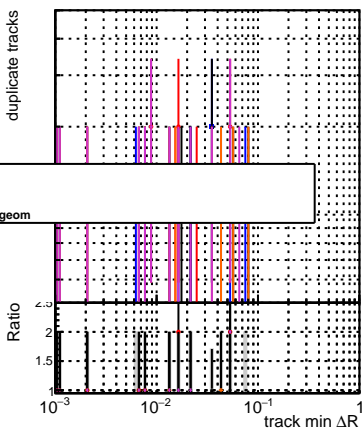 duplicate tracks
geom
Ratio
2.5
2
1.5
1
10⁻³ 10⁻² 10⁻¹ 1
track min ΔR